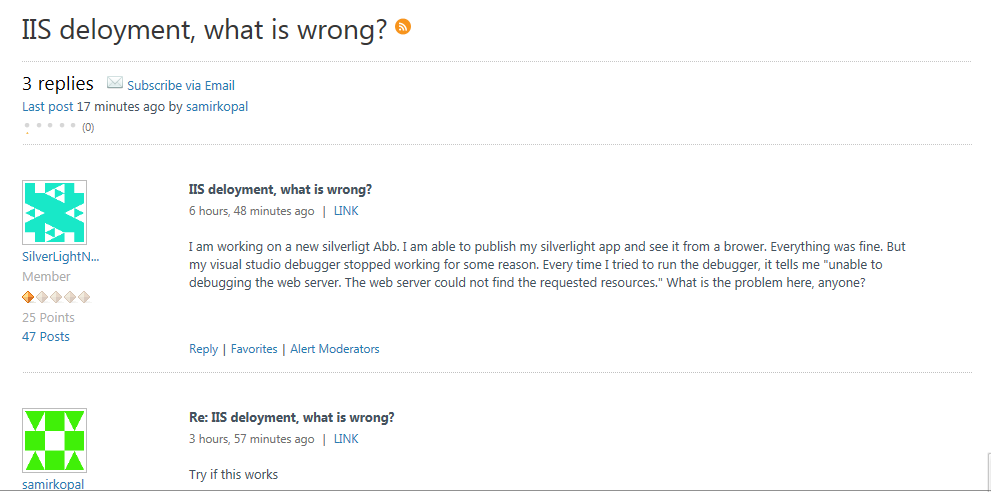 IIS deloyment, what is wrong?
3 replies Subscribe via Email
Last post 17 minutes ago by samirkopal
(0)
IIS deloyment, what is wrong?
6 hours, 48 minutes ago | LINK
I am working on a new silverligt Abb. I am able to publish my silverlight app and see it from a brower. Everything was fine. But
my visual studio debugger stopped working for some reason. Every time I tried to run the debugger, it tells me "unable to
debugging the web server. The web server could not find the requested resources." What is the problem here, anyone?
SilverLightN...
Member
25 Points
47 Posts
Reply | Favorites | Alert Moderators
Re: IIS deloyment, what is wrong?
3 hours, 57 minutes ago | LINK
Try if this works
samirkopal